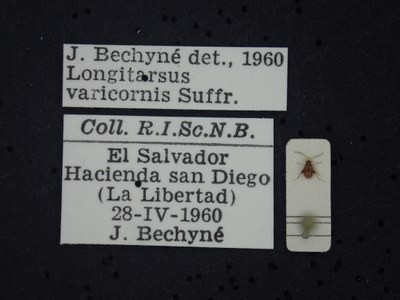 J. Bechyné det., 1960
Longitarsus
varicornis Suffr.
Coll. R.I.Sc.N.B.
El Salvador
Hacienda san Diego
(La Libertad)
28-IV-1960
J. Bechyné